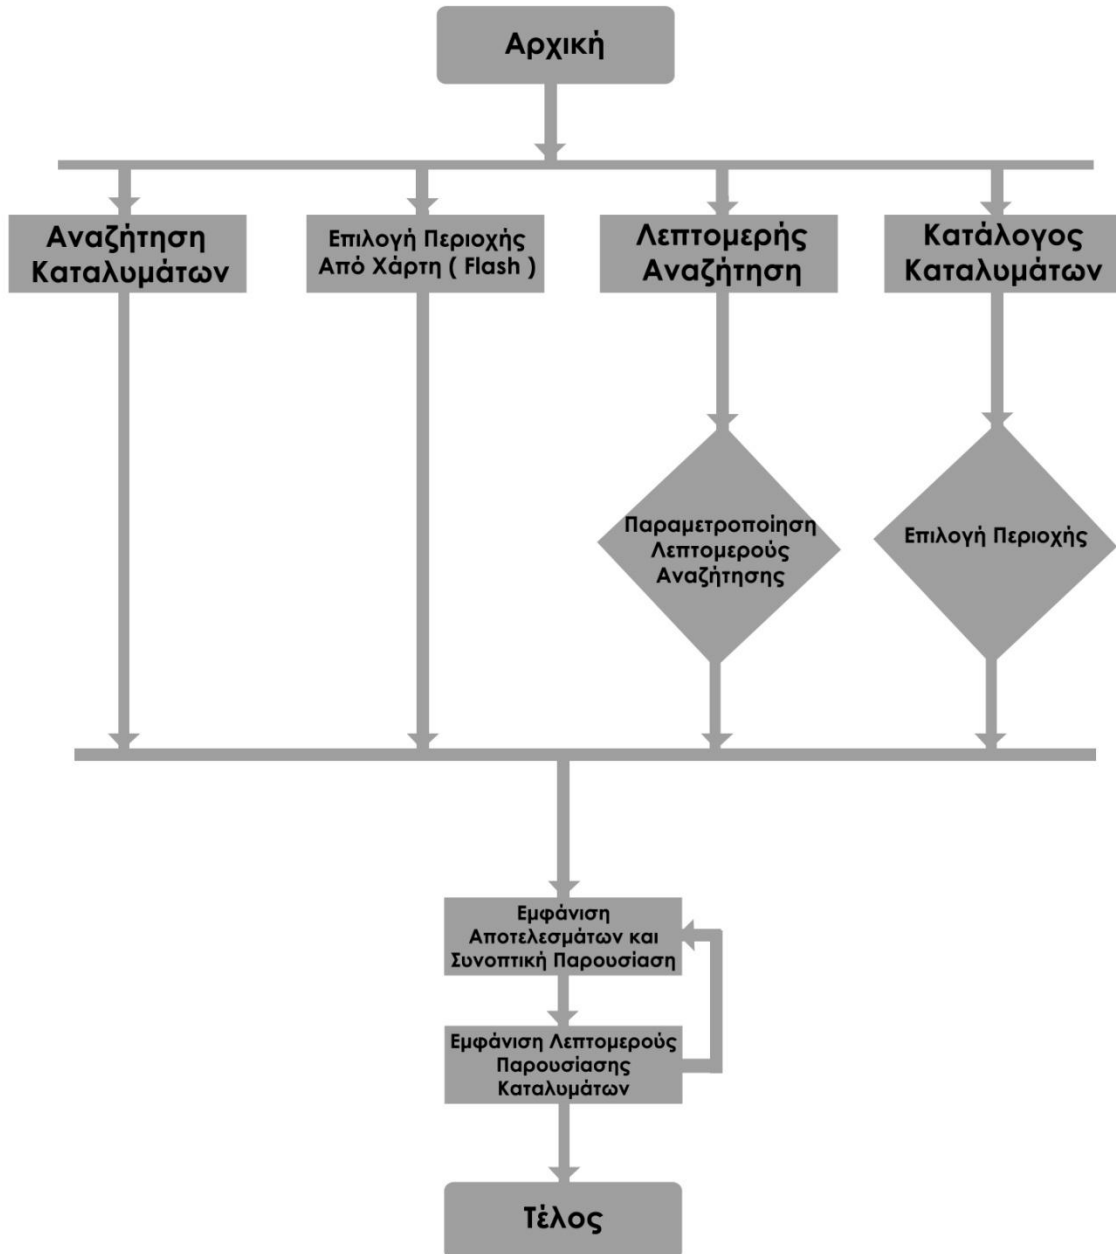 Αρχική
Αναζήτηση
Καταλυμάτων
Επιλογή Περιοχής
Από Χάρτη ( Flash )
Λεπτομερής
Αναζήτηση
Κατάλογος
Καταλυμάτων
Παραμετροποίηση
Λεπτομερούς
Αναζήτησης
Επιλογή Περιοχής
Εμφάνιση
Αποτελεσμάτων και
Συνοπτική Παρουσίαση
Εμφάνιση Λεπτομερούς
Παρουσίασης
Καταλυμάτων
Τέλος